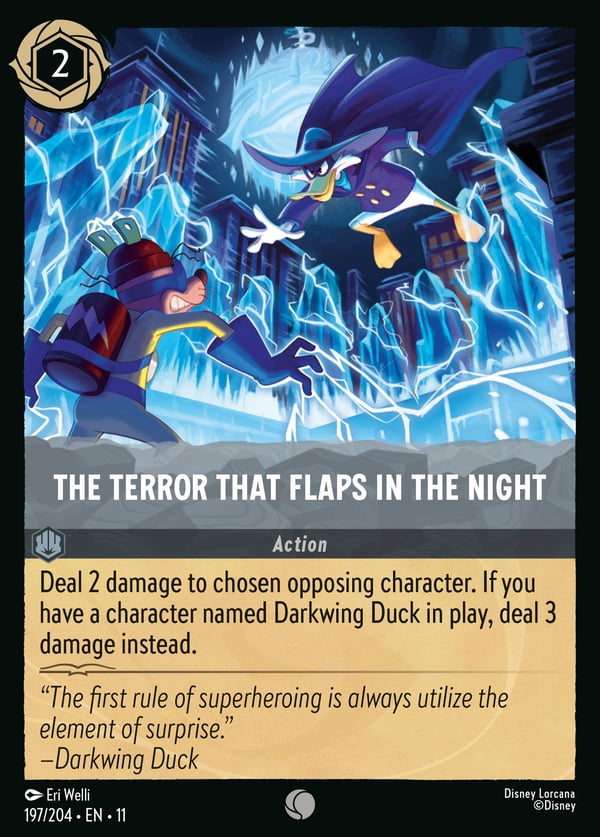 2
THE TERROR THAT FLAPS IN THE NIGHT
Action
Deal 2 damage to chosen opposing character. If you
have a character named Darkwing Duck in play, deal 3
damage instead.
“The first rule of superheroing is always utilize the
element of surprise.”
–Darkwing Duck
Eri Welli
197/204 • EN • 11
Disney Lorcana
©Disney